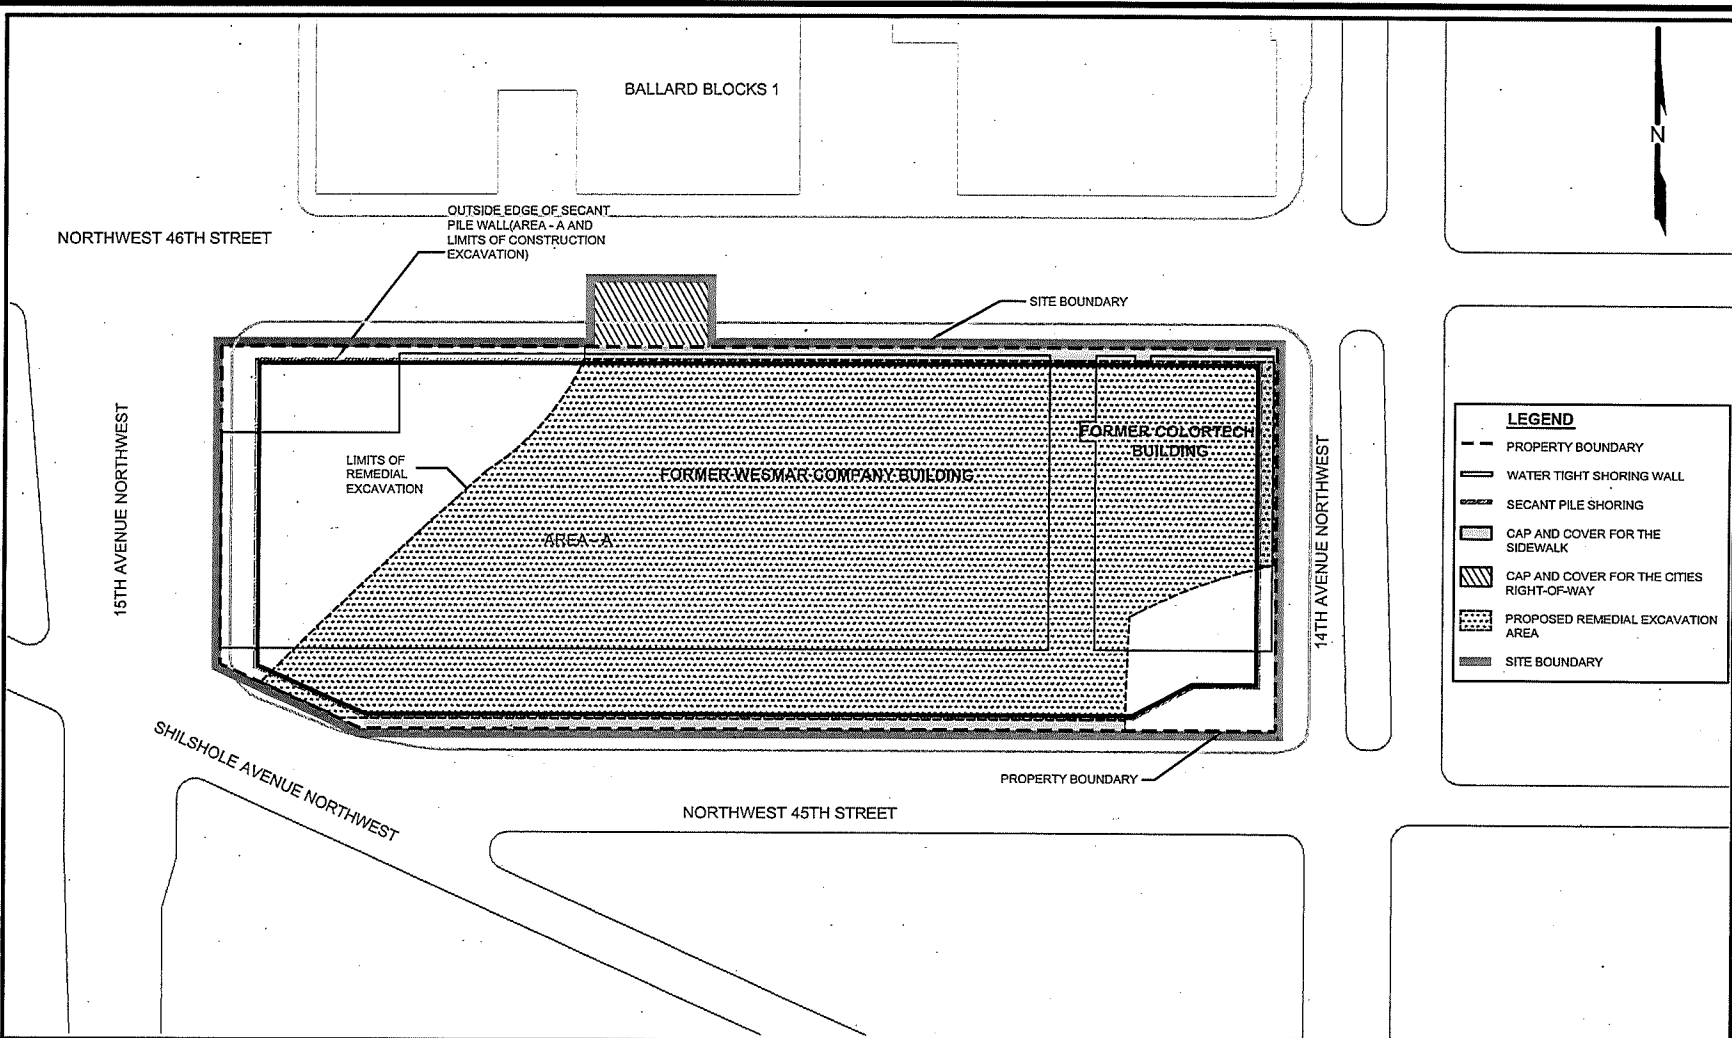 BALLARD BLOCKS 1
N
OUTSIDE EDGE OF SECANT
PILE WALL(AREA - A AND
LIMITS OF CONSTRUCTION
EXCAVATION)
NORTHWEST 46TH STREET
SITE BOUNDARY
15TH AVENUE NORTHWEST
LIMITS OF
REMEDIAL
EXCAVATION
FORMER WESMAR COMPANY BUILDING
FORMER COLORTECH
BUILDING
AREA - A
14TH AVENUE NORTHWEST
LEGEND
PROPERTY BOUNDARY
WATER TIGHT SHORING WALL
SECANT PILE SHORING
CAP AND COVER FOR THE
SIDEWALK
CAP AND COVER FOR THE CITIES
RIGHT-OF-WAY
PROPOSED REMEDIAL EXCAVATION
AREA
SITE BOUNDARY
SHILSHOLE AVENUE NORTHWEST
PROPERTY BOUNDARY
NORTHWEST 45TH STREET